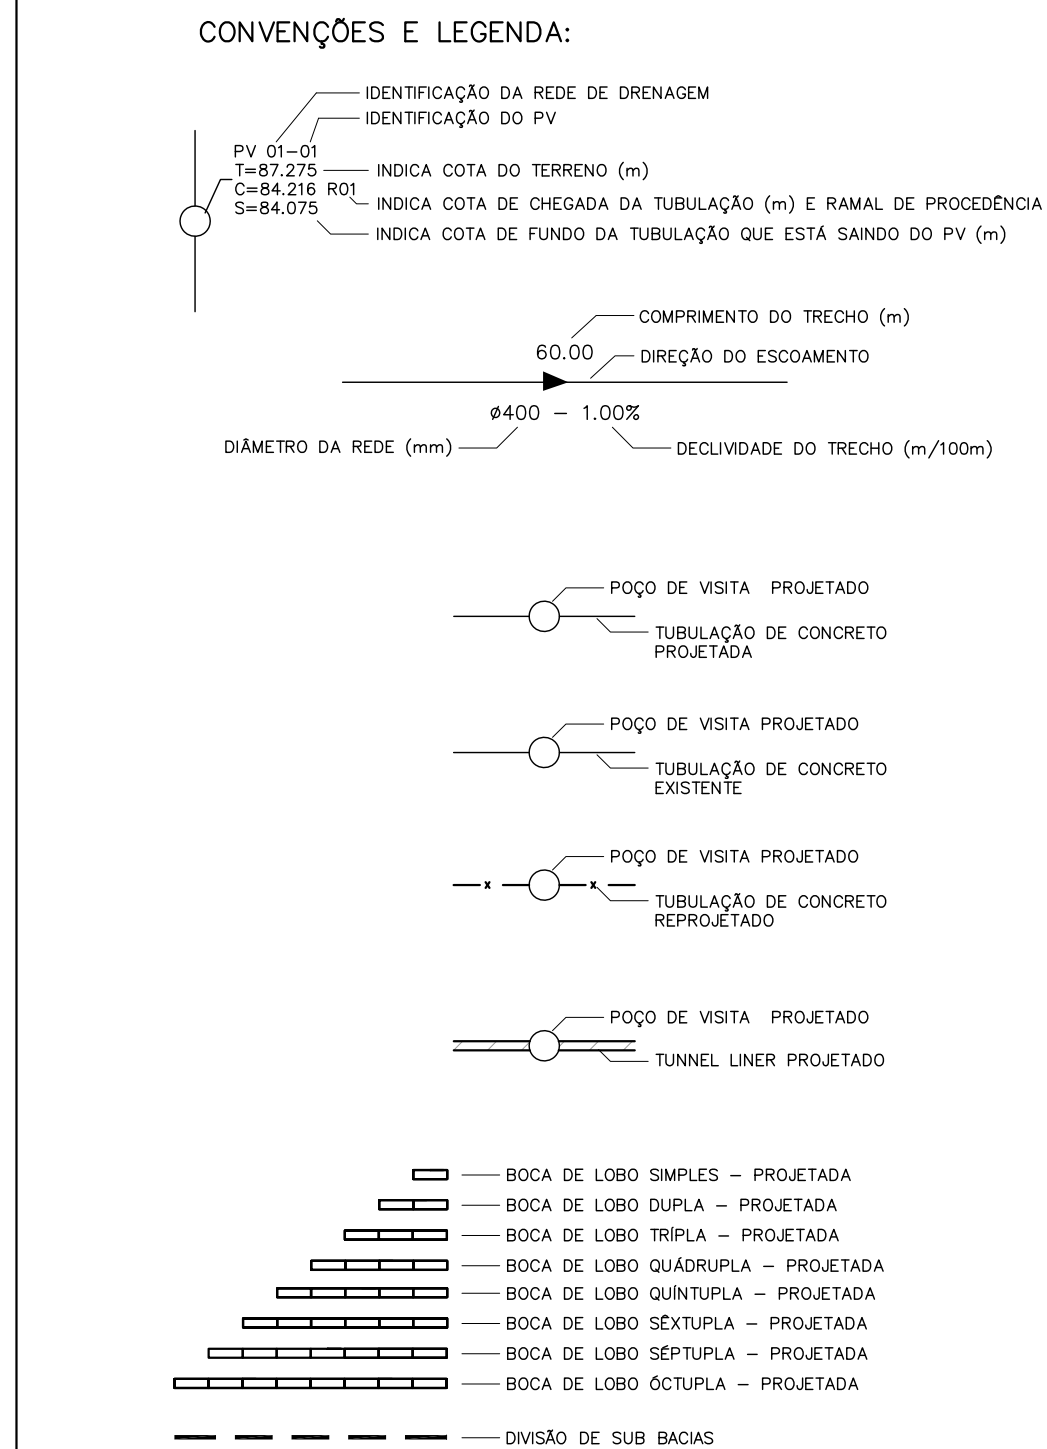 CONVENÇÕES E LEGENDA:
IDENTIFICAÇÃO DA REDE DE DRENAGEM
IDENTIFICAÇÃO DO PV
PV 01-01
T=87.275
INDICA COTA DO TERRENO (m)
C=84.216 R01
INDICA COTA DE CHEGADA DA TUBULAÇÃO (m) E RAMAL DE PROCEDÊNCIA
S=84.075
INDICA COTA DE FUNDO DA TUBULAÇÃO QUE ESTÁ SAINDO DO PV (m)
COMPRIMENTO DO TRECHO (m)
60.00
DIREÇÃO DO ESCOAMENTO
ø400 - 1.00%
DIÂMETRO DA REDE (mm)
DECLIVIDADE DO TRECHO (m/100m)
POÇO DE VISITA PROJETADO
TUBULAÇÃO DE CONCRETO
PROJETADA
POÇO DE VISITA PROJETADO
TUBULAÇÃO DE CONCRETO
EXISTENTE
POÇO DE VISITA PROJETADO
TUBULAÇÃO DE CONCRETO
REPROJETADO
POÇO DE VISITA PROJETADO
TUNNEL LINER PROJETADO
BOCA DE LOBO SIMPLES - PROJETADA
BOCA DE LOBO DUPLA - PROJETADA
BOCA DE LOBO TRÍPLA - PROJETADA
BOCA DE LOBO QUÁDRUPLA - PROJETADA
BOCA DE LOBO QUÍNTUPLA - PROJETADA
BOCA DE LOBO SÊXTUPLA - PROJETADA
BOCA DE LOBO SÉPTUPLA - PROJETADA
BOCA DE LOBO ÓCTUPLA - PROJETADA
DIVISÃO DE SUB BACIAS